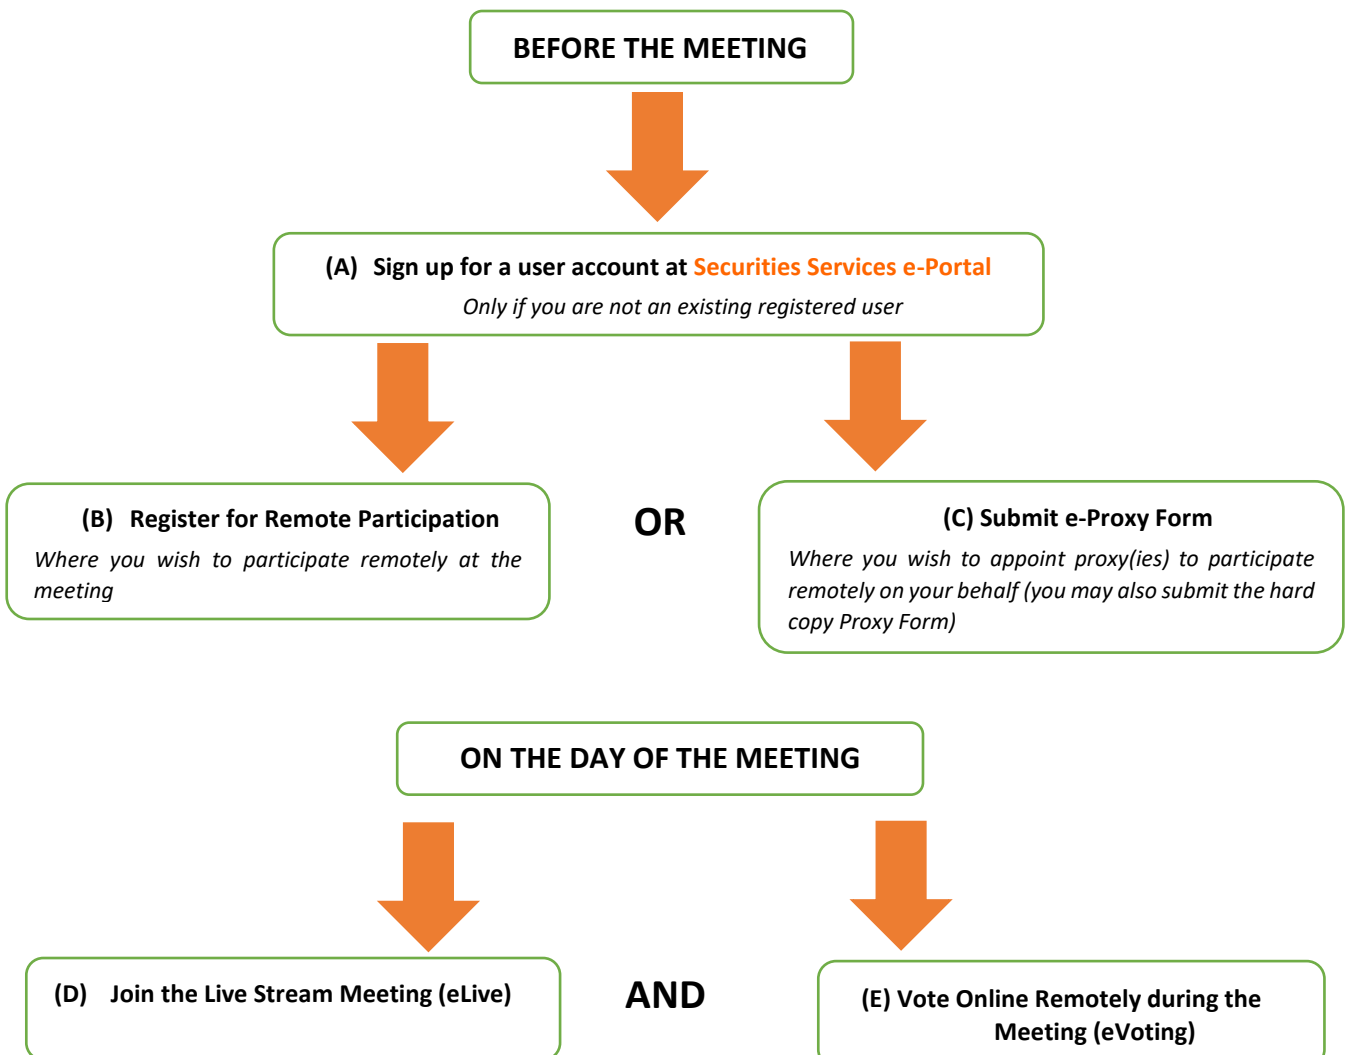 BEFORE THE MEETING
(A) Sign up for a user account at Securities Services e-Portal
Only if you are not an existing registered user
(B) Register for Remote Participation
Where you wish to participate remotely at the
meeting
OR
(C) Submit e-Proxy Form
Where you wish to appoint proxy(ies) to participate
remotely on your behalf (you may also submit the hard
copy Proxy Form)
ON THE DAY OF THE MEETING
(D) Join the Live Stream Meeting (eLive)
AND
(E) Vote Online Remotely during the
Meeting (eVoting)